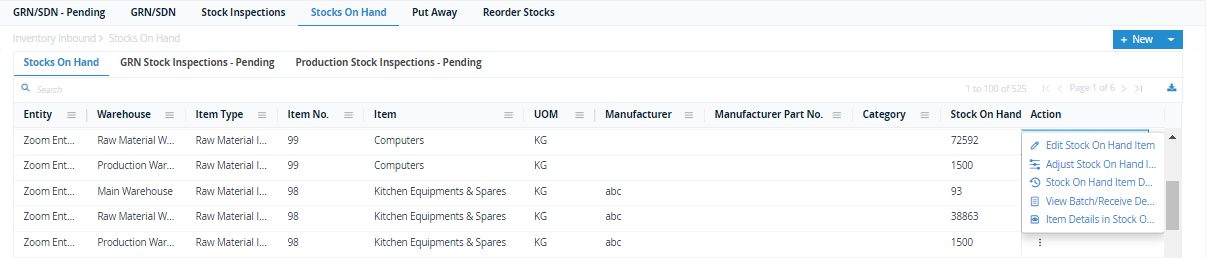 GRN/SDN - Pending GRN/SDN Stock Inspections Stocks On Hand Put Away Reorder Stocks
Inventory Inbound > Stocks On Hand
+ New
Stocks On Hand GRN Stock Inspections - Pending Production Stock Inspections - Pending
Search 1 to 100 of 525 Page 1 of 6
Entity Warehouse Item Type Item No. Item UOM Manufacturer Manufacturer Part No. Category Stock On Hand Action
Zoom Ent... Raw Material W... Raw Material I... 99 Computers KG 72592
Zoom Ent... Production War... Raw Material I... 99 Computers KG 1500
Zoom Ent... Main Warehouse Raw Material I... 98 Kitchen Equipments & Spares KG abc 93
Zoom Ent... Raw Material W... Raw Material I... 98 Kitchen Equipments & Spares KG abc 38863
Zoom Ent... Production War... Raw Material I... 98 Kitchen Equipments & Spares KG abc 1500
Edit Stock On Hand Item
Adjust Stock On Hand I...
Stock On Hand Item D...
View Batch/Receive De...
Item Details in Stock O...